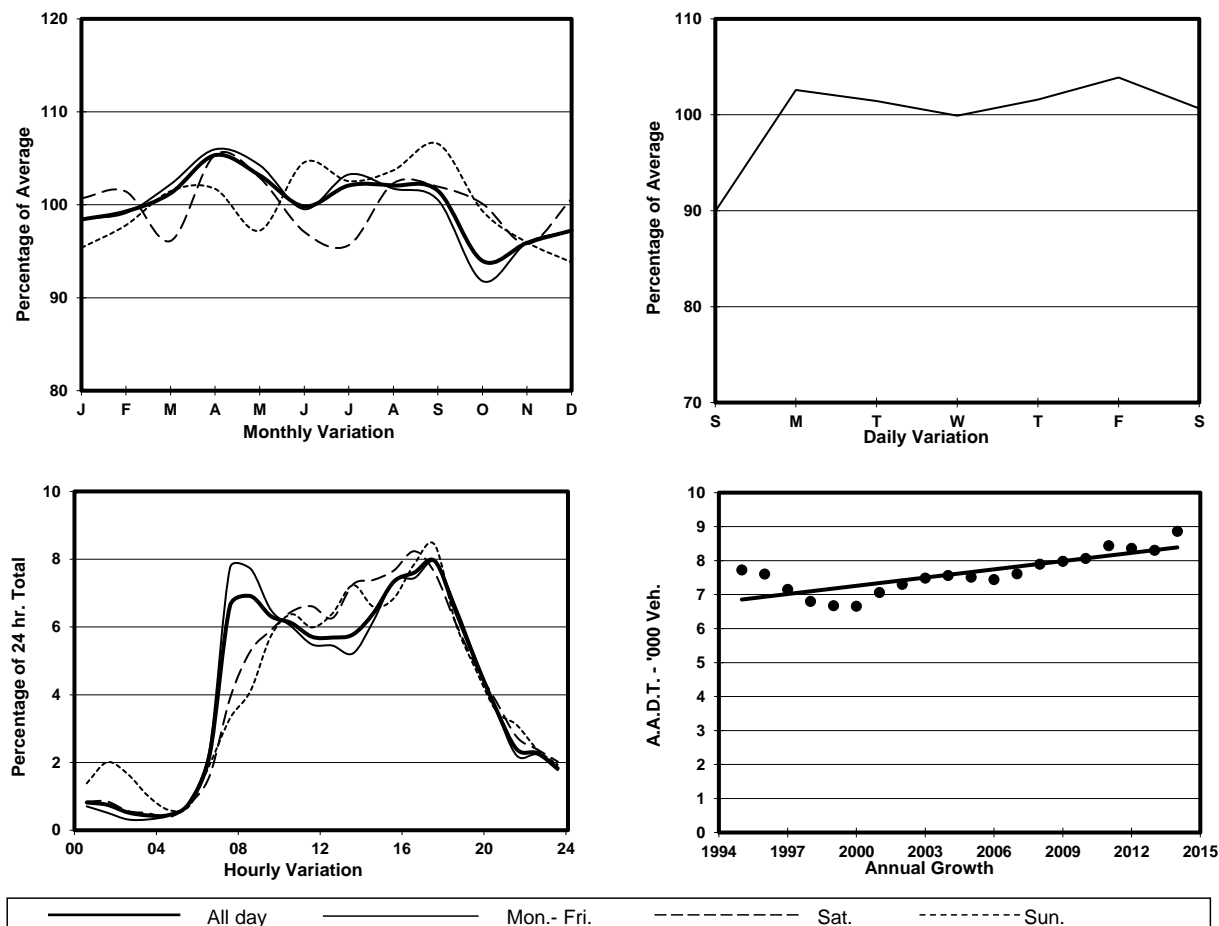 120
110
100
90
80
Percentage of Average
J F M A M J J A S O N D
Monthly Variation
110
100
90
80
70
Percentage of Average
S M T W T F S
Daily Variation
10
8
6
4
2
0
Percentage of 24 hr. Total
00 04 08 12 16 20 24
Hourly Variation
10
9
8
7
6
5
4
3
2
1
0
A.A.D.T. - '000 Veh.
1994 1997 2000 2003 2006 2009 2012 2015
Annual Growth
All day Mon.- Fri. Sat. Sun.